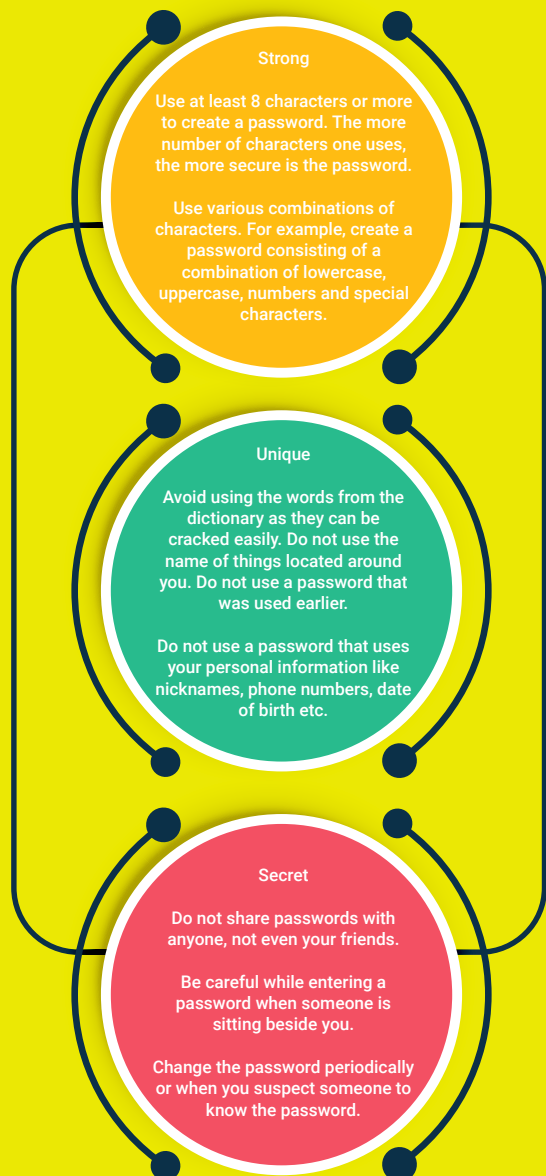 Strong
Use at least 8 characters or more
to create a password. The more
number of characters one uses,
the more secure is the password.
Use various combinations of
characters. For example, create a
password consisting of a
combination of lowercase,
uppercase, numbers and special
characters.
Unique
Avoid using the words from the
dictionary as they can be
cracked easily. Do not use the
name of things located around
you. Do not use a password that
was used earlier.
Do not use a password that uses
your personal information like
nicknames, phone numbers, date
of birth etc.
Secret
Do not share passwords with
anyone, not even your friends.
Be careful while entering a
password when someone is
sitting beside you.
Change the password periodically
or when you suspect someone to
know the password.